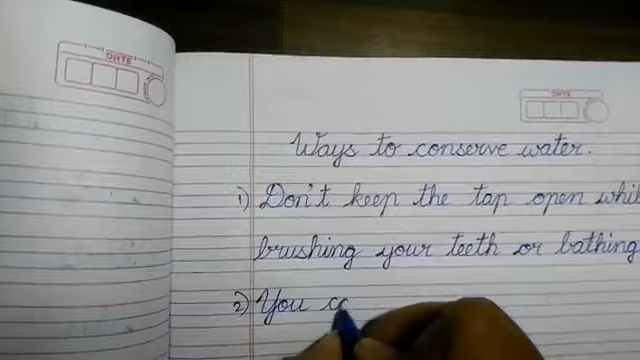 DATE
DATE
Ways to conserve water.
1) Don't keep the tap open
brushing your teeth or bathing
2) You